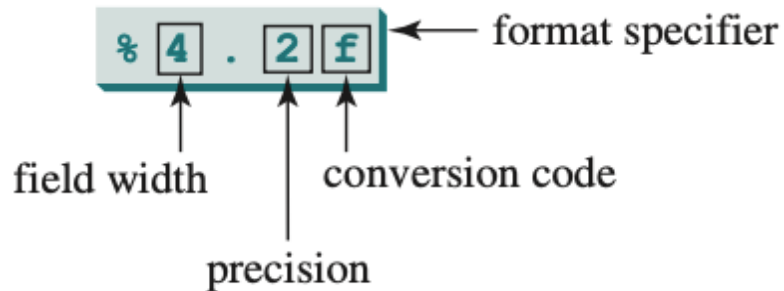 % 4 . 2 f format specifier
field width conversion code
precision